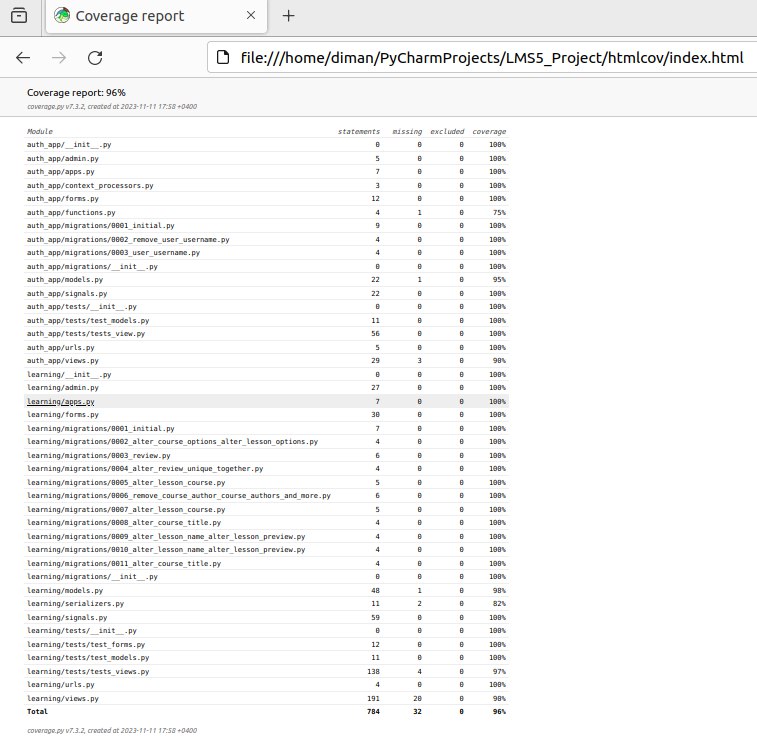 Coverage report
file:///home/diman/PyCharmProjects/LMS5_Project/htmlcov/index.html
Coverage report: 96%
coverage.py v7.3.2, created at 2023-11-11 17:58 +0400
Module statements missing excluded coverage
auth_app/__init__.py 0 0 0 100%
auth_app/admin.py 5 0 0 100%
auth_app/apps.py 7 0 0 100%
auth_app/context_processors.py 3 0 0 100%
auth_app/forms.py 12 0 0 100%
auth_app/functions.py 4 1 0 75%
auth_app/migrations/0001_initial.py 9 0 0 100%
auth_app/migrations/0002_remove_user_username.py 4 0 0 100%
auth_app/migrations/0003_user_username.py 4 0 0 100%
auth_app/migrations/__init__.py 0 0 0 100%
auth_app/models.py 22 1 0 95%
auth_app/signals.py 22 0 0 100%
auth_app/tests/__init__.py 0 0 0 100%
auth_app/tests/test_models.py 11 0 0 100%
auth_app/tests/tests_view.py 56 0 0 100%
auth_app/urls.py 5 0 0 100%
auth_app/views.py 29 3 0 90%
learning/__init__.py 0 0 0 100%
learning/admin.py 27 0 0 100%
learning/apps.py 7 0 0 100%
learning/forms.py 30 0 0 100%
learning/migrations/0001_initial.py 7 0 0 100%
learning/migrations/0002_alter_course_options_alter_lesson_options.py 4 0 0 100%
learning/migrations/0003_review.py 6 0 0 100%
learning/migrations/0004_alter_review_unique_together.py 4 0 0 100%
learning/migrations/0005_alter_lesson_course.py 5 0 0 100%
learning/migrations/0006_remove_course_author_course_authors_and_more.py 6 0 0 100%
learning/migrations/0007_alter_lesson_course.py 5 0 0 100%
learning/migrations/0008_alter_course_title.py 4 0 0 100%
learning/migrations/0009_alter_lesson_name_alter_lesson_preview.py 4 0 0 100%
learning/migrations/0010_alter_lesson_name_alter_lesson_preview.py 4 0 0 100%
learning/migrations/0011_alter_course_title.py 4 0 0 100%
learning/migrations/__init__.py 0 0 0 100%
learning/models.py 48 1 0 98%
learning/serializers.py 11 2 0 82%
learning/signals.py 59 0 0 100%
learning/tests/__init__.py 0 0 0 100%
learning/tests/test_forms.py 12 0 0 100%
learning/tests/test_models.py 11 0 0 100%
learning/tests/tests_views.py 138 4 0 97%
learning/urls.py 4 0 0 100%
learning/views.py 191 20 0 90%
Total 784 32 0 96%
coverage.py v7.3.2, created at 2023-11-11 17:58 +0400